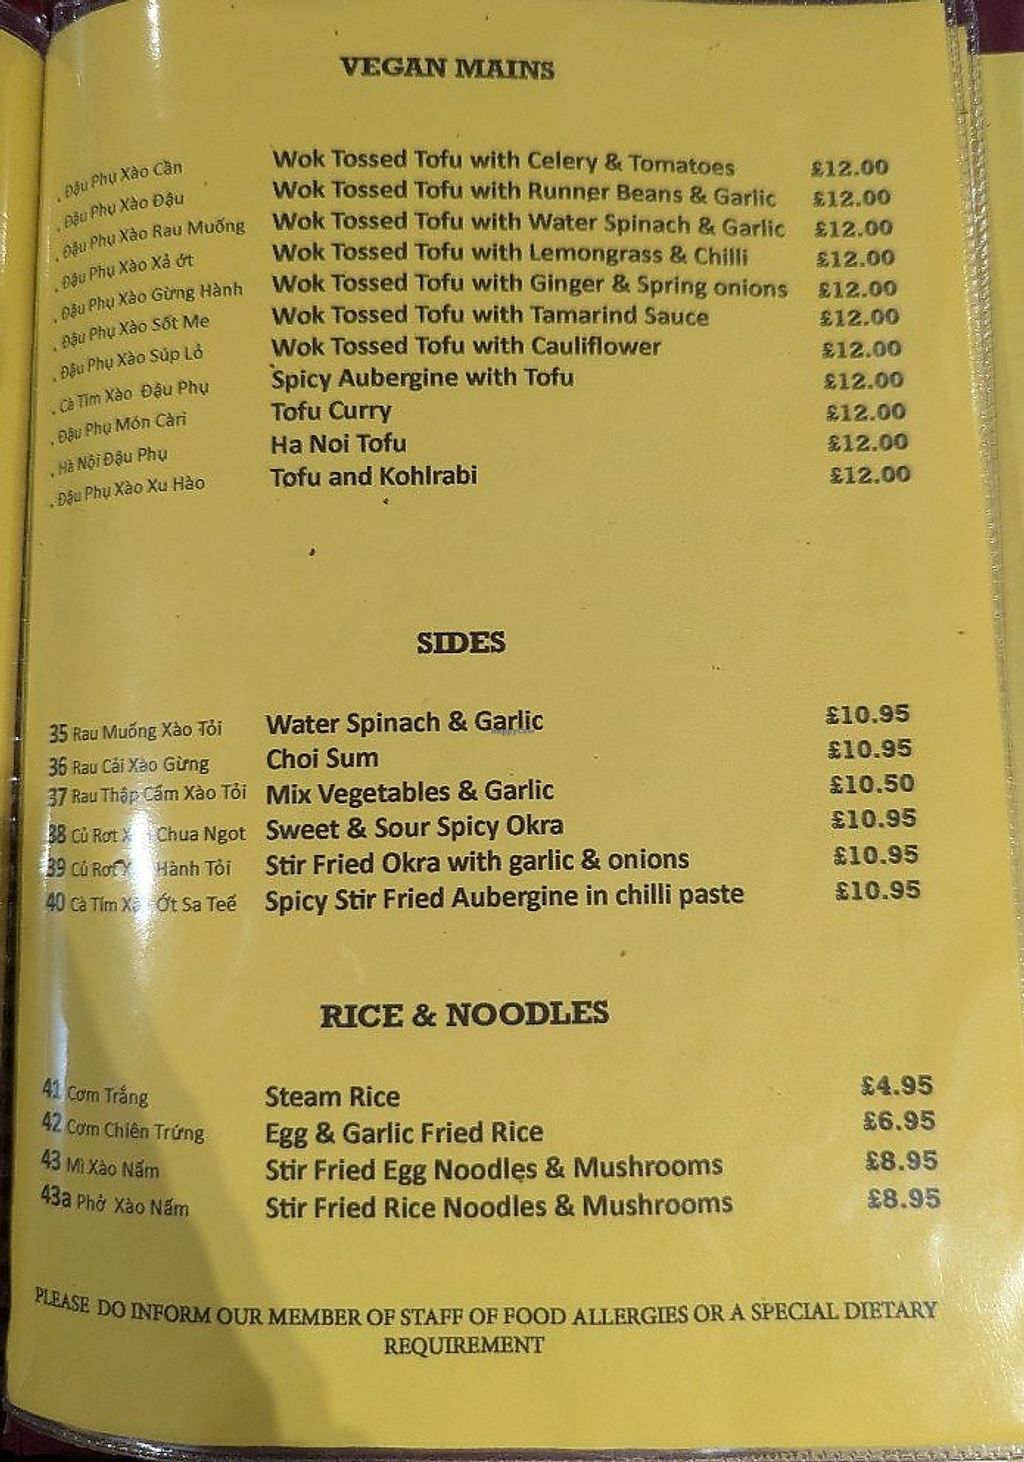 VEGAN MAINS
. Đậu Phụ Xào Cần Wok Tossed Tofu with Celery & Tomatoes £12.00
. Đậu Phụ Xào Đậu Wok Tossed Tofu with Runner Beans & Garlic £12.00
. Đậu Phụ Xào Rau Muống Wok Tossed Tofu with Water Spinach & Garlic £12.00
. Đậu Phụ Xào Xả ớt Wok Tossed Tofu with Lemongrass & Chilli £12.00
. Đậu Phụ Xào Gừng Hành Wok Tossed Tofu with Ginger & Spring onions £12.00
. Đậu Phụ Xào Sốt Me Wok Tossed Tofu with Tamarind Sauce £12.00
. Đậu Phụ Xào Súp Lỏ Wok Tossed Tofu with Cauliflower £12.00
. Cà Tím Xào Đậu Phụ Spicy Aubergine with Tofu £12.00
. Đậu Phụ Món Càri Tofu Curry £12.00
. Hà Nội Đậu Phụ Ha Noi Tofu £12.00
. Đậu Phụ Xào Xu Hào Tofu and Kohlrabi £12.00
SIDES
35 Rau Muống Xào Tỏi Water Spinach & Garlic £10.95
36 Rau Cải Xào Gừng Choi Sum £10.95
37 Rau Thập Cẩm Xào Tỏi Mix Vegetables & Garlic £10.50
38 Củ Rơt Chua Ngot Sweet & Sour Spicy Okra £10.95
39 Củ Rơt Hành Tỏi Stir Fried Okra with garlic & onions £10.95
40 Cà Tím Ớt Sa Teế Spicy Stir Fried Aubergine in chilli paste £10.95
RICE & NOODLES
41 Cơm Trắng Steam Rice £4.95
42 Cơm Chiên Trứng Egg & Garlic Fried Rice £6.95
43 Mì Xào Nấm Stir Fried Egg Noodles & Mushrooms £8.95
43a Phở Xào Nấm Stir Fried Rice Noodles & Mushrooms £8.95
PLEASE DO INFORM OUR MEMBER OF STAFF OF FOOD ALLERGIES OR A SPECIAL DIETARY
REQUIREMENT